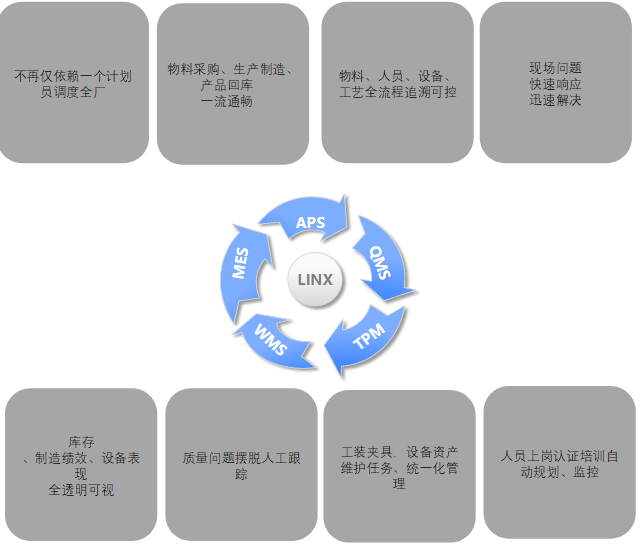 不再仅依赖一个计划
员调度全厂
物料采购、生产制造、
产品回库
一流通畅
物料、人员、设备、
工艺全流程追溯可控
现场问题
快速响应
迅速解决
APS
QMS
MES
LINX
WMS
TPM
库存
、制造绩效、设备表
现
全透明可视
质量问题摆脱人工跟
踪
工装夹具，设备资产
维护任务、统一化管
理
人员上岗认证培训自
动规划、监控